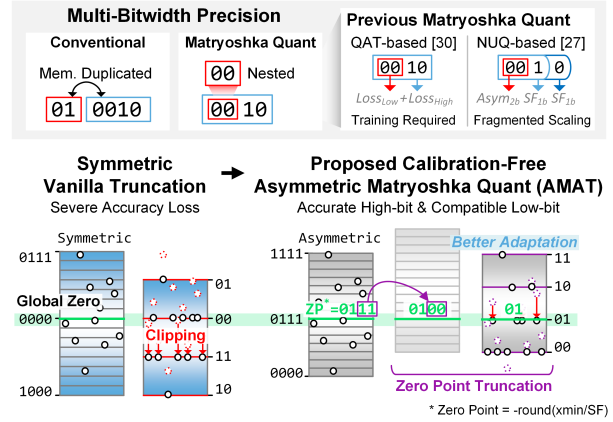 Multi-Bitwidth Precision
Conventional
Mem. Duplicated
01
0010
Matryoshka Quant
00
Nested
00 10
Previous Matryoshka Quant
QAT-based [30]
00 10
Loss_Low + Loss_High
Training Required
NUQ-based [27]
00 1 0
Asym_2b SF_1b SF_1b
Fragmented Scaling
Symmetric
Vanilla Truncation
Severe Accuracy Loss
Proposed Calibration-Free
Asymmetric Matryoshka Quant (AMAT)
Accurate High-bit & Compatible Low-bit
Symmetric
0111
Global Zero
0000
1000
01
00
Clipping
11
10
Asymmetric
1111
ZP*=0111
0111
0000
0100
Better Adaptation
11
10
01
01
00
Zero Point Truncation
* Zero Point = -round(xmin/SF)